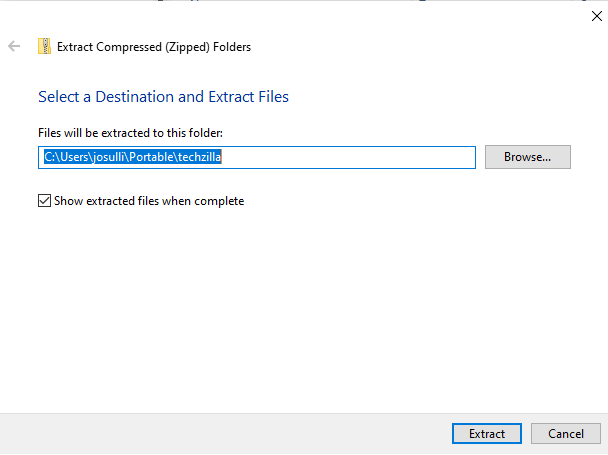 Extract Compressed (Zipped) Folders
Select a Destination and Extract Files
Files will be extracted to this folder:
C:\Users\josulli\Portable\techzilla
Browse...
Show extracted files when complete
Extract
Cancel